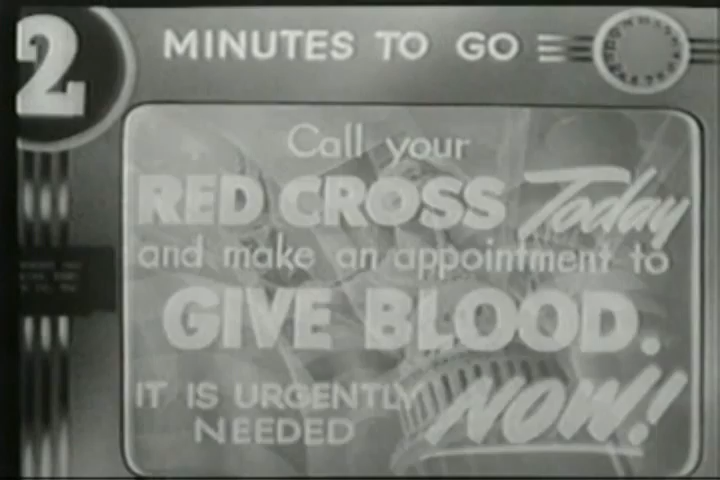 2 MINUTES TO GO
Call your
RED CROSS Today
and make an appointment to
GIVE BLOOD.
IT IS URGENTLY
NEEDED NOW!